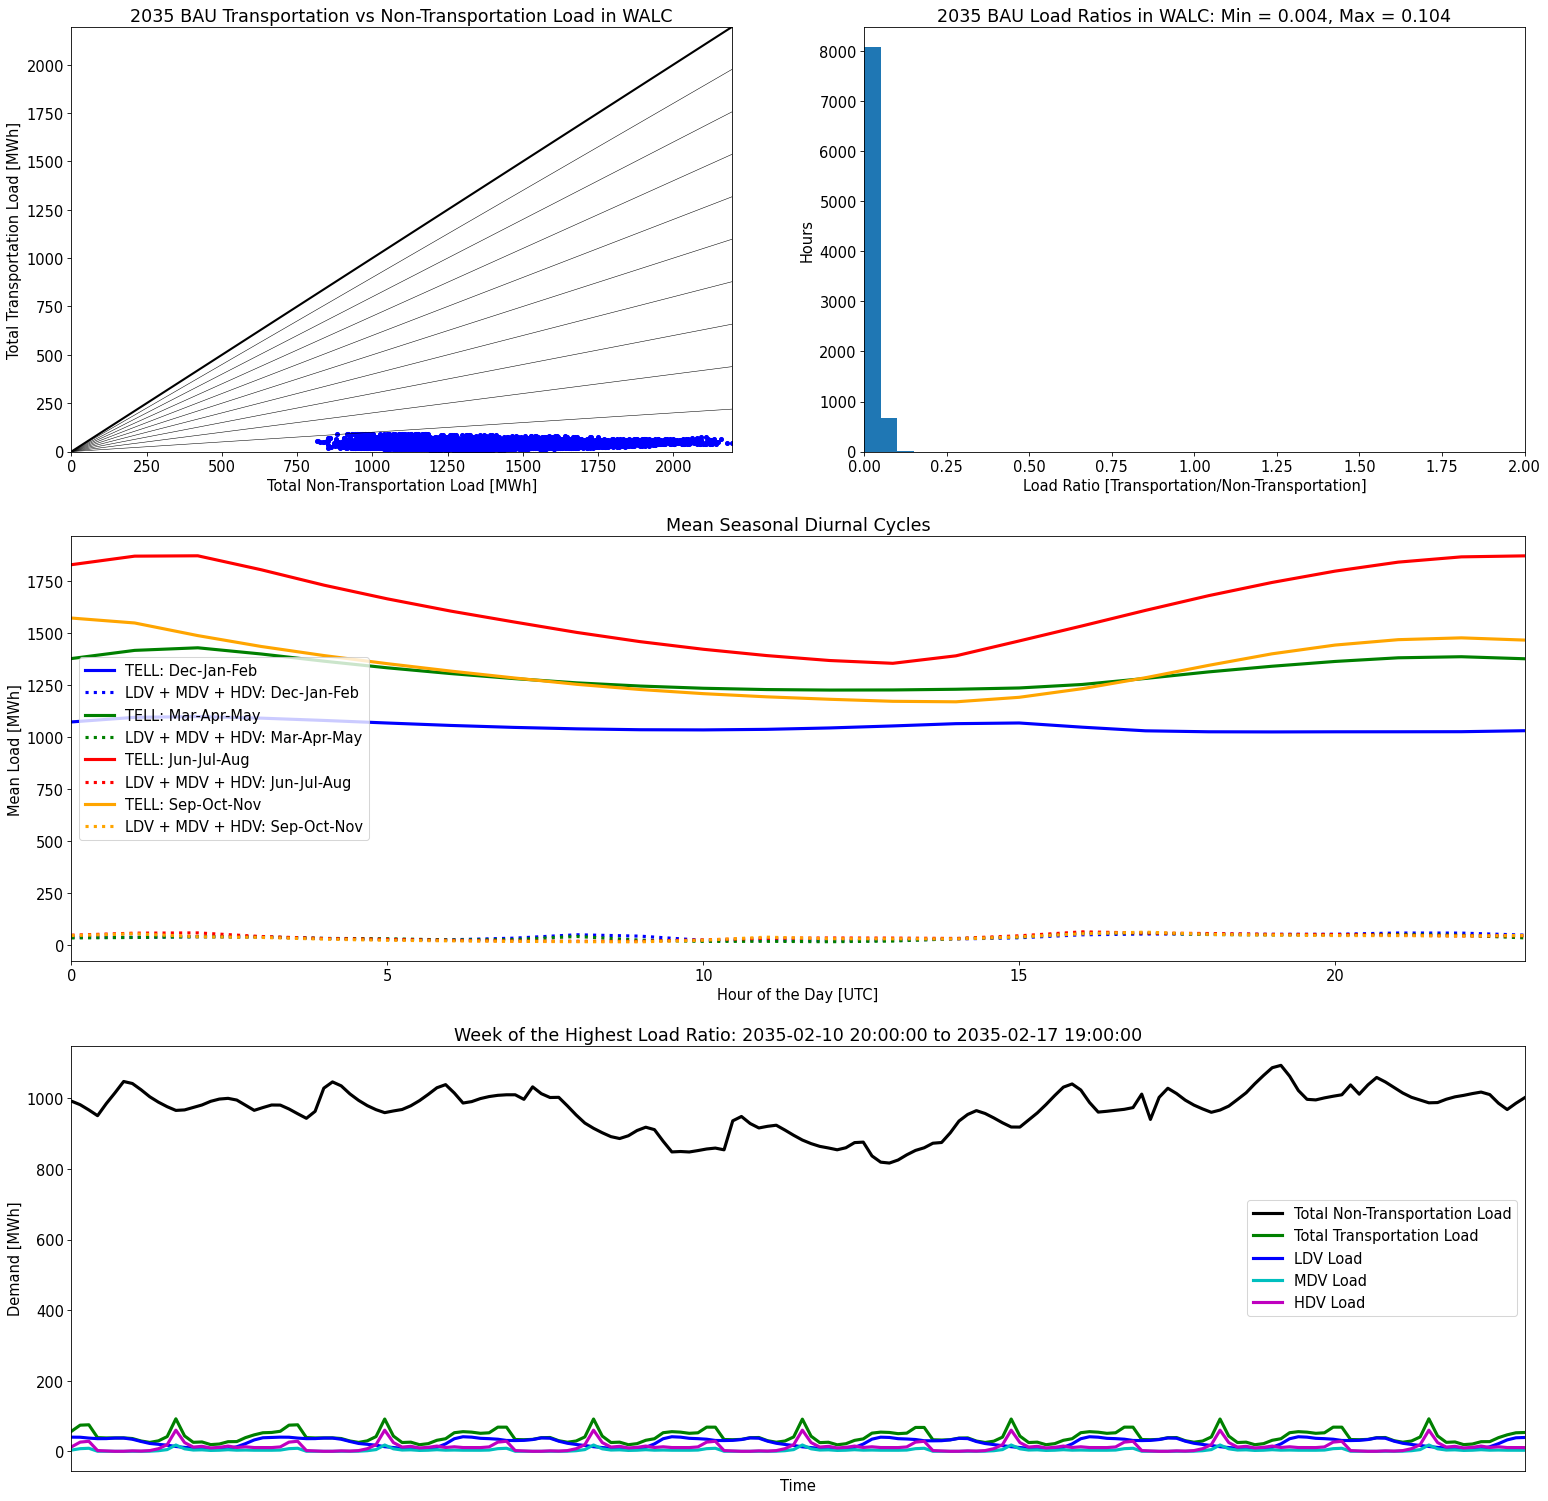 2035 BAU Transportation vs Non-Transportation Load in WALC
Total Transportation Load [MWh]
2000
1750
1500
1250
1000
750
500
250
0
0 250 500 750 1000 1250 1500 1750 2000
Total Non-Transportation Load [MWh]
2035 BAU Load Ratios in WALC: Min = 0.004, Max = 0.104
Hours
8000
7000
6000
5000
4000
3000
2000
1000
0
0.00 0.25 0.50 0.75 1.00 1.25 1.50 1.75 2.00
Load Ratio [Transportation/Non-Transportation]
Mean Seasonal Diurnal Cycles
Mean Load [MWh]
1750
1500
1250
1000
750
500
250
0
TELL: Dec-Jan-Feb
LDV + MDV + HDV: Dec-Jan-Feb
TELL: Mar-Apr-May
LDV + MDV + HDV: Mar-Apr-May
TELL: Jun-Jul-Aug
LDV + MDV + HDV: Jun-Jul-Aug
TELL: Sep-Oct-Nov
LDV + MDV + HDV: Sep-Oct-Nov
0 5 10 15 20
Hour of the Day [UTC]
Week of the Highest Load Ratio: 2035-02-10 20:00:00 to 2035-02-17 19:00:00
Demand [MWh]
1000
800
600
400
200
0
Total Non-Transportation Load
Total Transportation Load
LDV Load
MDV Load
HDV Load
Time